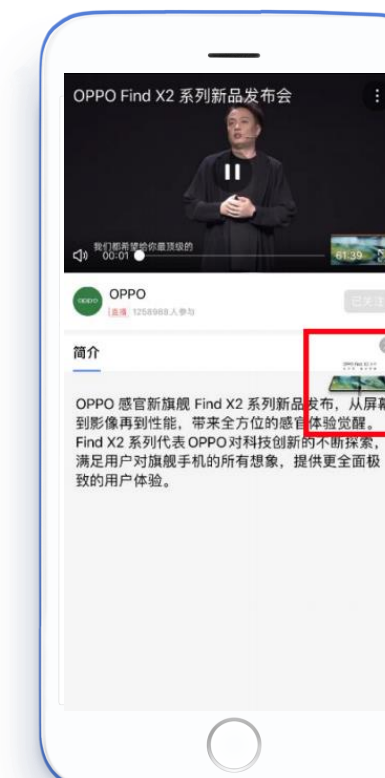 OPPO Find X2 系列新品发布会
我们都希望给你最顶级的
00:01
61:39
OPPO
OPPO
直播 1258988人参与
已关注
简介
OPPO 感官新旗舰 Find X2 系列新品发布，从屏幕
到影像再到性能，带来全方位的感官体验觉醒。
Find X2 系列代表 OPPO 对科技创新的不断探索，
满足用户对旗舰手机的所有想象，提供更全面极
致的用户体验。